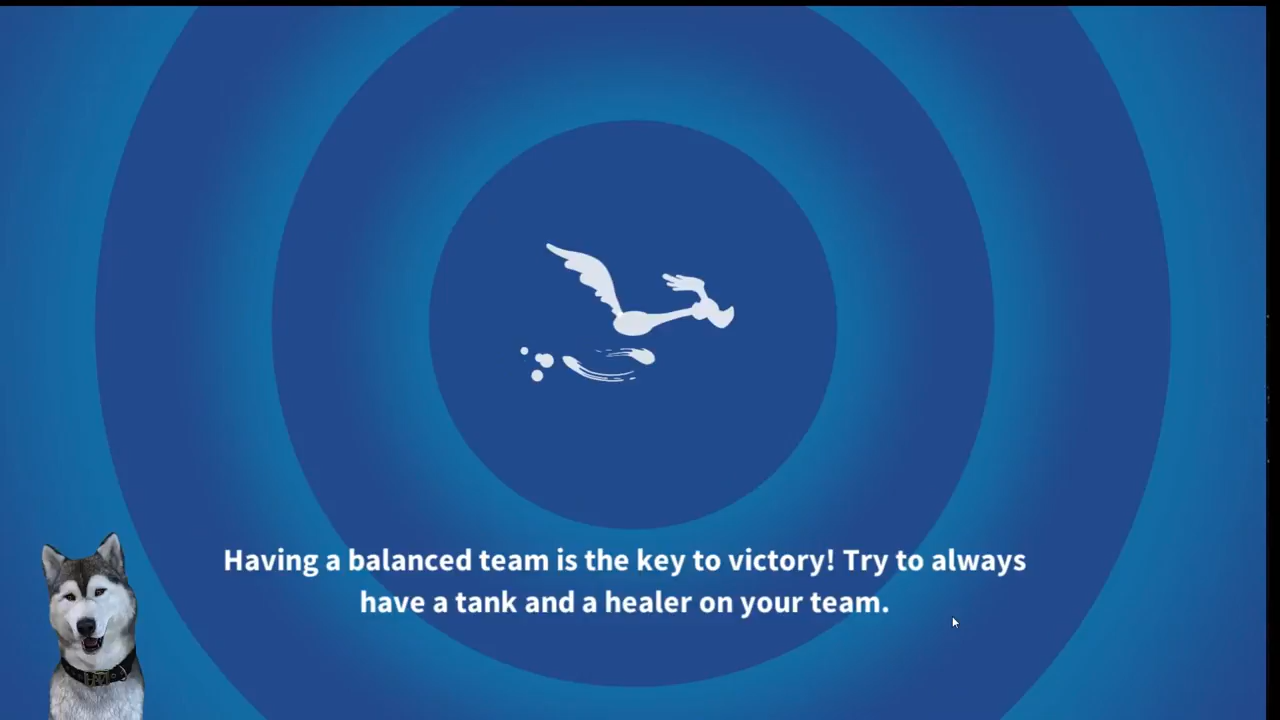 Having a balanced team is the key to victory! Try to always
have a tank and a healer on your team.